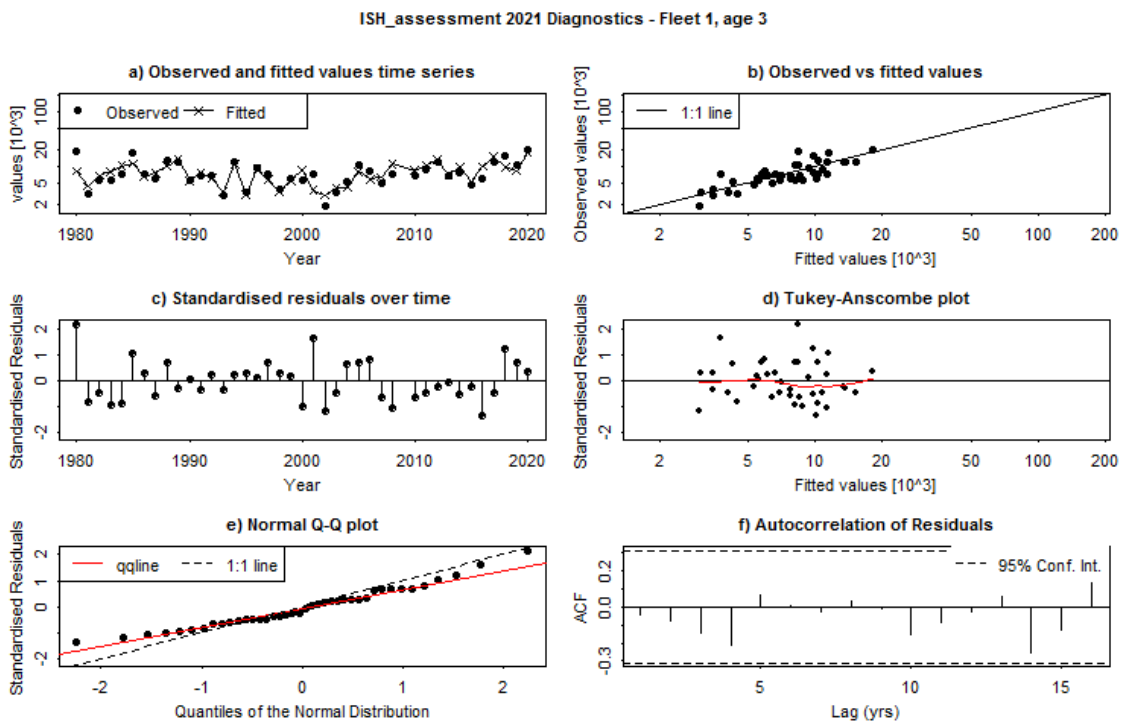 ISH_assessment 2021 Diagnostics - Fleet 1, age 3
a) Observed and fitted values time series
values [10^3]
100
20
5
2
Observed
Fitted
1980 1990 2000 2010 2020
Year
b) Observed vs fitted values
Observed values [10^3]
100
20
5
2
1:1 line
2 5 10 20 50 100 200
Fitted values [10^3]
c) Standardised residuals over time
Standardised Residuals
2
1
0
-2
1980 1990 2000 2010 2020
Year
d) Tukey-Anscombe plot
Standardised Residuals
2
1
0
-2
2 5 10 20 50 100 200
Fitted values [10^3]
e) Normal Q-Q plot
Standardised Residuals
2
1
0
-2
qqline
1:1 line
-2 -1 0 1 2
Quantiles of the Normal Distribution
f) Autocorrelation of Residuals
ACF
0.2
0.0
-0.3
95% Conf. Int.
5 10 15
Lag (yrs)